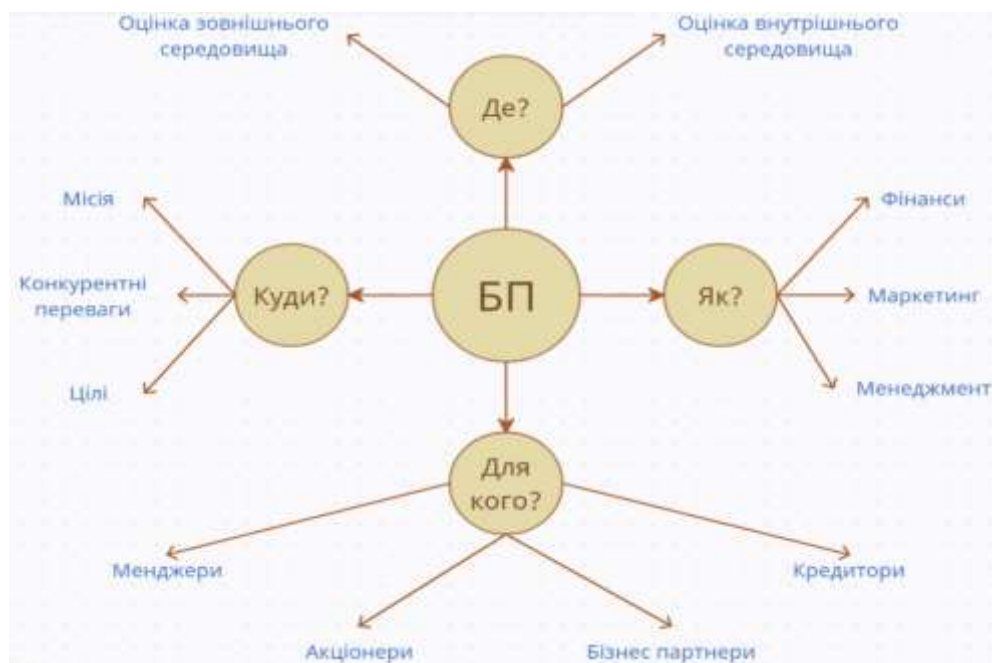 Оцінка зовнішнього
середовища
Оцінка внутрішнього
середовища
Де?
Місія
Фінанси
Конкурентні
переваги
Куди?
БП
Як?
Маркетинг
Цілі
Менеджмент
Для
кого?
Менджери
Кредитори
Акціонери
Бізнес партнери